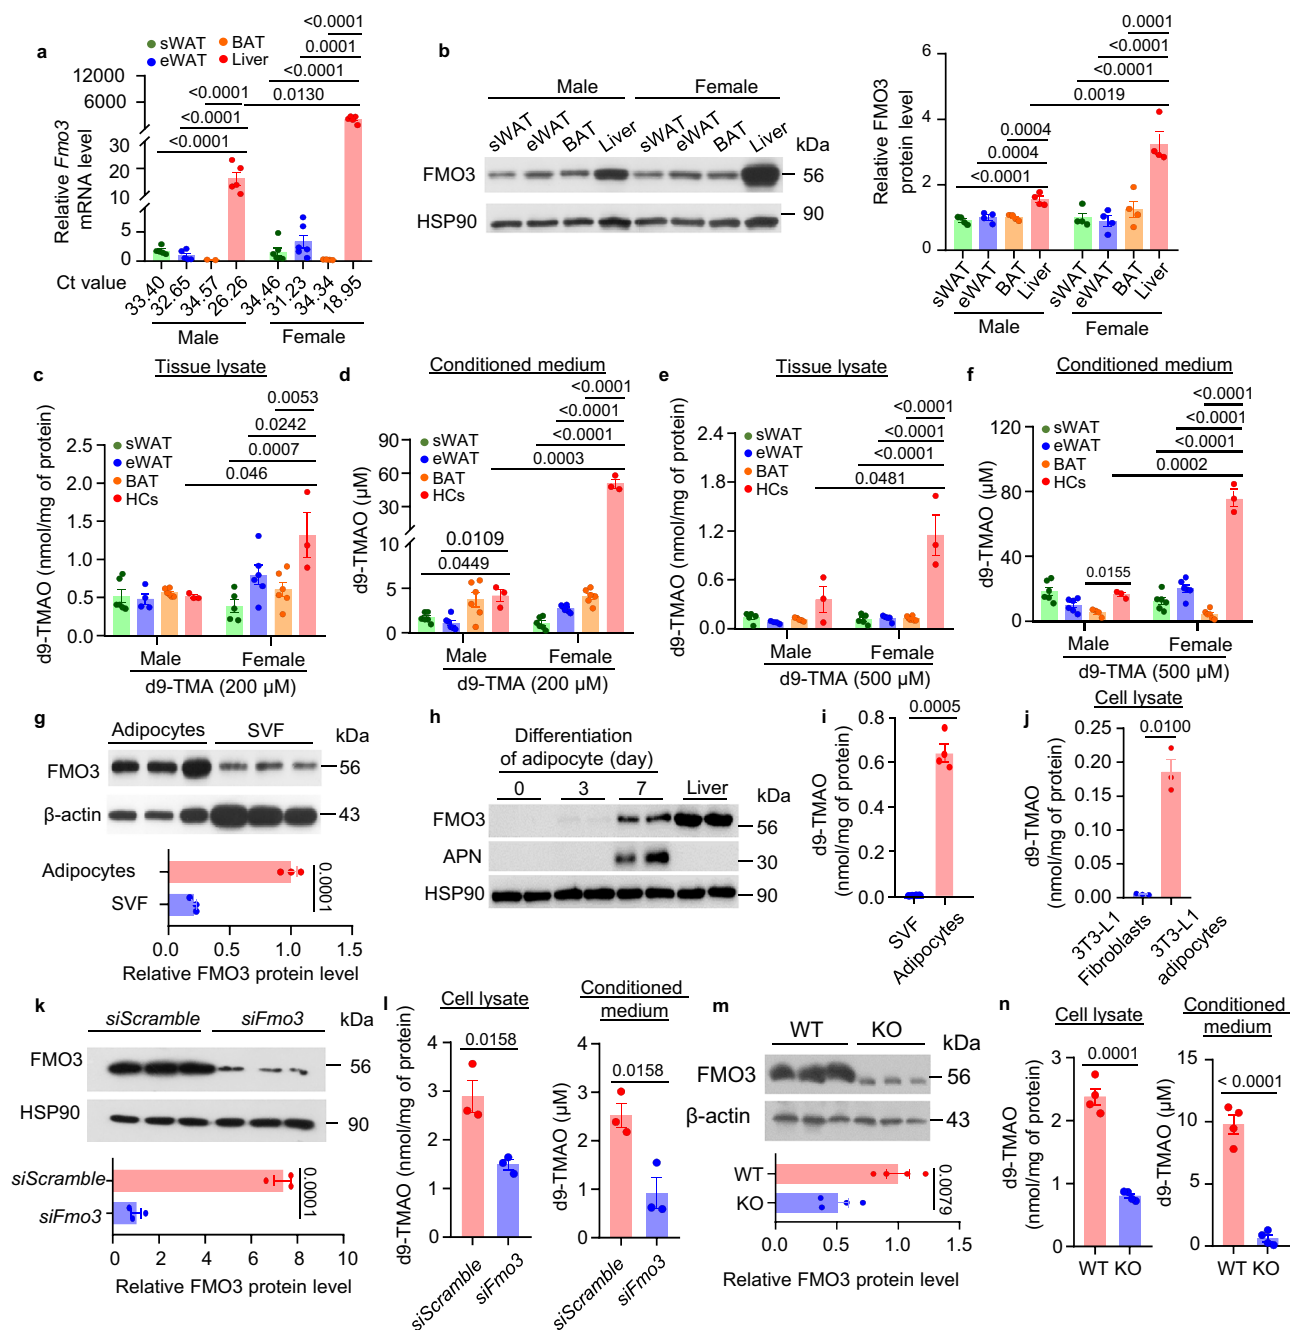 a
sWAT
BAT
eWAT
Liver
<0.0001
0.0001
<0.0001
<0.0001
0.0130
<0.0001
<0.0001
Relative Fmo3
mRNA level
12000
6000
30
20
10
5
0
Ct value
33.40 32.65 34.57 26.26 34.46 31.23 34.34 18.95
Male Female
b
Male Female
sWAT eWAT BAT Liver sWAT eWAT BAT Liver
kDa
FMO3 56
HSP90 90
Relative FMO3
protein level
6
4
2
1
0
0.0001
<0.0001
<0.0001
0.0019
0.0004
0.0004
<0.0001
sWAT eWAT BAT Liver sWAT eWAT BAT Liver
Male Female
c
Tissue lysate
d9-TMAO (nmol/mg of protein)
2.5
2.0
1.5
1.0
0.5
0.0
sWAT
eWAT
BAT
HCs
0.0053
0.0242
0.0007
0.046
Male Female
d9-TMA (200 µM)
d
Conditioned medium
d9-TMAO (µM)
90
60
30
10
5
0
sWAT
eWAT
BAT
HCs
<0.0001
<0.0001
<0.0001
0.0003
0.0109
0.0449
Male Female
d9-TMA (200 µM)
e
Tissue lysate
d9-TMAO (nmol/mg of protein)
2.4
1.8
1.2
0.6
0.0
sWAT
eWAT
BAT
HCs
<0.0001
<0.0001
<0.0001
0.0481
Male Female
d9-TMA (500 µM)
f
Conditioned medium
d9-TMAO (µM)
120
80
40
0
sWAT
eWAT
BAT
HCs
<0.0001
<0.0001
<0.0001
0.0002
0.0155
Male Female
d9-TMA (500 µM)
g
Adipocytes SVF kDa
FMO3 56
β-actin 43
Adipocytes
SVF
0.0001
0.0 0.5 1.0 1.5
Relative FMO3 protein level
h
Differentiation
of adipocyte (day)
0 3 7 Liver
kDa
FMO3 56
APN 30
HSP90 90
i
d9-TMAO
(nmol/mg of protein)
0.8
0.6
0.4
0.2
0.0
0.0005
SVF
Adipocytes
j
Cell lysate
d9-TMAO
(nmol/mg of protein)
0.25
0.20
0.15
0.10
0.05
0.00
0.0100
3T3-L1
Fibroblasts
3T3-L1
adipocytes
k
siScramble siFmo3 kDa
FMO3 56
HSP90 90
siScramble
siFmo3
0.0001
0 2 4 6 8 10
Relative FMO3 protein level
l
Cell lysate
d9-TMAO (nmol/mg of protein)
4
3
2
1
0
0.0158
siScramble
siFmo3
Conditioned
medium
d9-TMAO (µM)
4
3
2
1
0
0.0158
siScramble
siFmo3
m
WT KO
kDa
FMO3 56
β-actin 43
WT
KO
0.0079
0.0 0.5 1.0 1.5
Relative FMO3 protein level
n
Cell lysate
d9-TMAO
(nmol/mg of protein)
3
2
1
0
0.0001
WT KO
Conditioned
medium
d9-TMAO (µM)
15
10
5
0
< 0.0001
WT KO